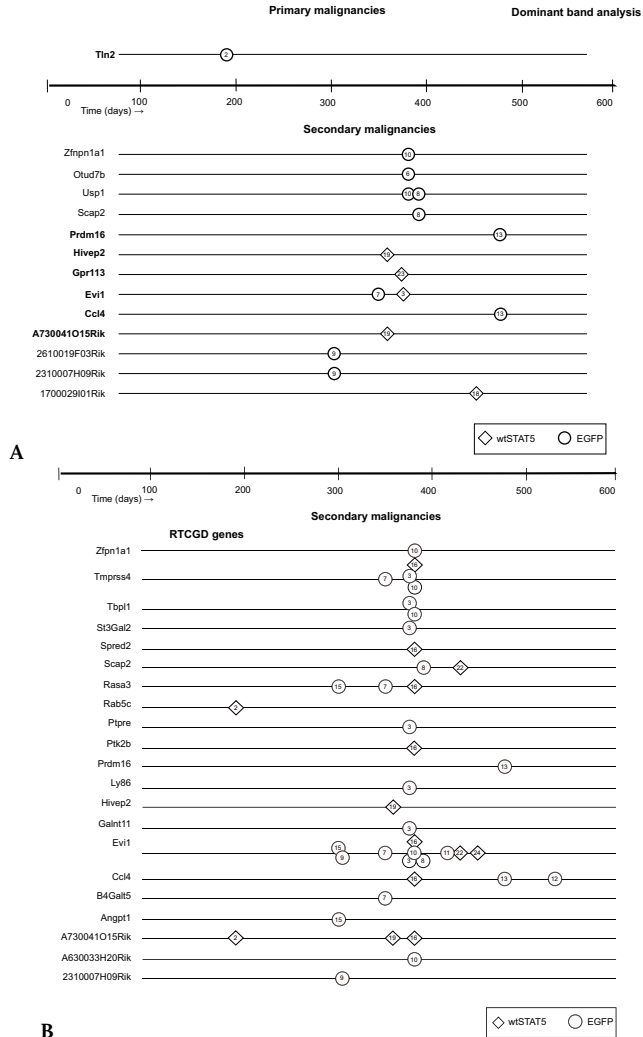 Primary malignancies
Dominant band analysis
Tln2
2
0 100 200 300 400 500 600
Time (days) →
Secondary malignancies
Zfnpn1a1
10
Otud7b
6
Usp1
10 8
Scap2
8
Prdm16
13
Hivep2
19
Gpr113
23
Evi1
7 3
Ccl4
13
A730041O15Rik
19
2610019F03Rik
9
2310007H09Rik
9
1700029I01Rik
18
wtSTAT5 EGFP
A
0 100 200 300 400 500 600
Time (days) →
Secondary malignancies
RTCGD genes
Zfpn1a1
10
16
Tmprss4
7 3
10
Tbpl1
3
10
St3Gal2
3
Spred2
16
Scap2
8 22
Rasa3
15 7 16
Rab5c
2
Ptpre
3
Ptk2b
16
Prdm16
13
Ly86
3
Hivep2
19
Galnt11
3
Evi1
15 16
9 7 10 11 22 24
3 8
Ccl4
16 13 12
B4Galt5
7
Angpt1
15
A730041O15Rik
2 19 16
A630033H20Rik
10
2310007H09Rik
9
wtSTAT5 EGFP
B